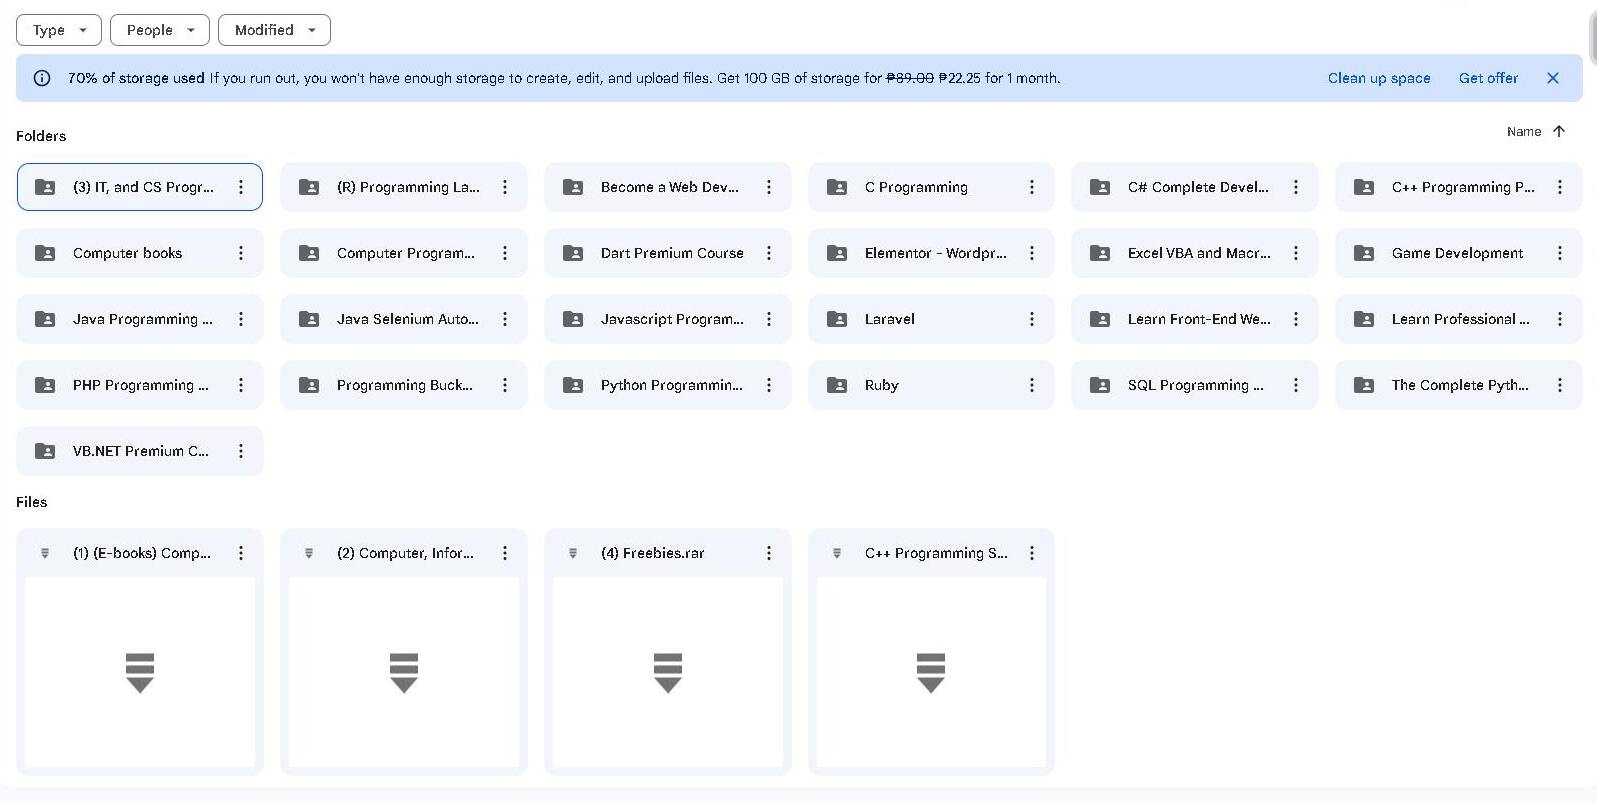 Type People Modified
70% of storage used If you run out, you won't have enough storage to create, edit, and upload files. Get 100 GB of storage for ₱89.00 ₱22.25 for 1 month. Clean up space Get offer
Folders Name
(3) IT, and CS Progr... (R) Programming La... Become a Web Dev... C Programming C# Complete Devel... C++ Programming P...
Computer books Computer Program... Dart Premium Course Elementor - Wordpr... Excel VBA and Macr... Game Development
Java Programming ... Java Selenium Auto... Javascript Program... Laravel Learn Front-End We... Learn Professional ...
PHP Programming ... Programming Buck... Python Programmin... Ruby SQL Programming ... The Complete Pyth...
VB.NET Premium C...
Files
(1) (E-books) Comp... (2) Computer, Infor... (4) Freebies.rar C++ Programming S...